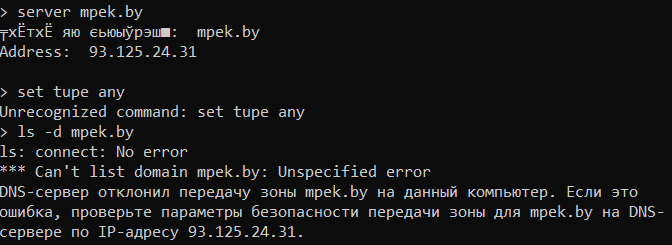 > server mpek.by
╤хЁтхЁ яю єьюыўрэш■:  mpek.by
Address:  93.125.24.31
> set tupe any
Unrecognized command: set tupe any
> ls -d mpek.by
ls: connect: No error
*** Can't list domain mpek.by: Unspecified error
DNS-сервер отклонил передачу зоны mpek.by на данный компьютер. Если это
ошибка, проверьте параметры безопасности передачи зоны для mpek.by на DNS-
сервере по IP-адресу 93.125.24.31.